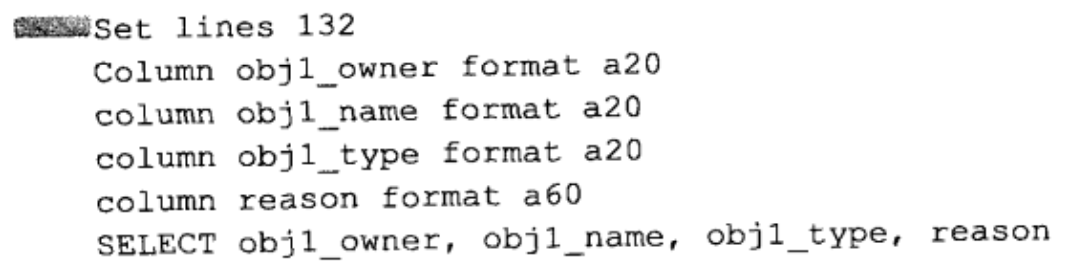 Set lines 132
Column obj1_owner format a20
column obj1_name format a20
column obj1_type format a20
column reason format a60
SELECT obj1_owner, obj1_name, obj1_type, reason